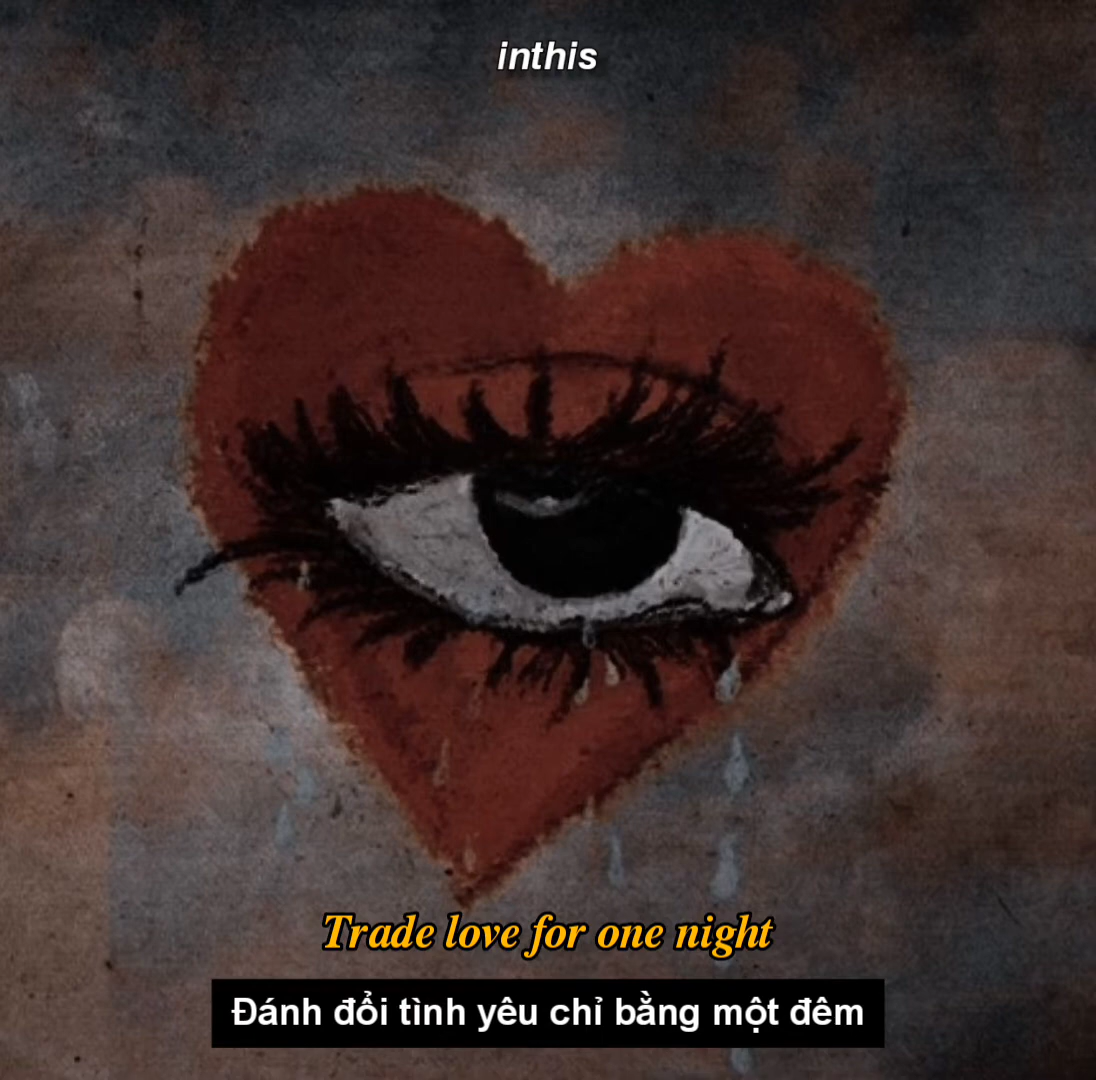 inthis
Trade love for one night
Đánh đổi tình yêu chỉ bằng một đêm